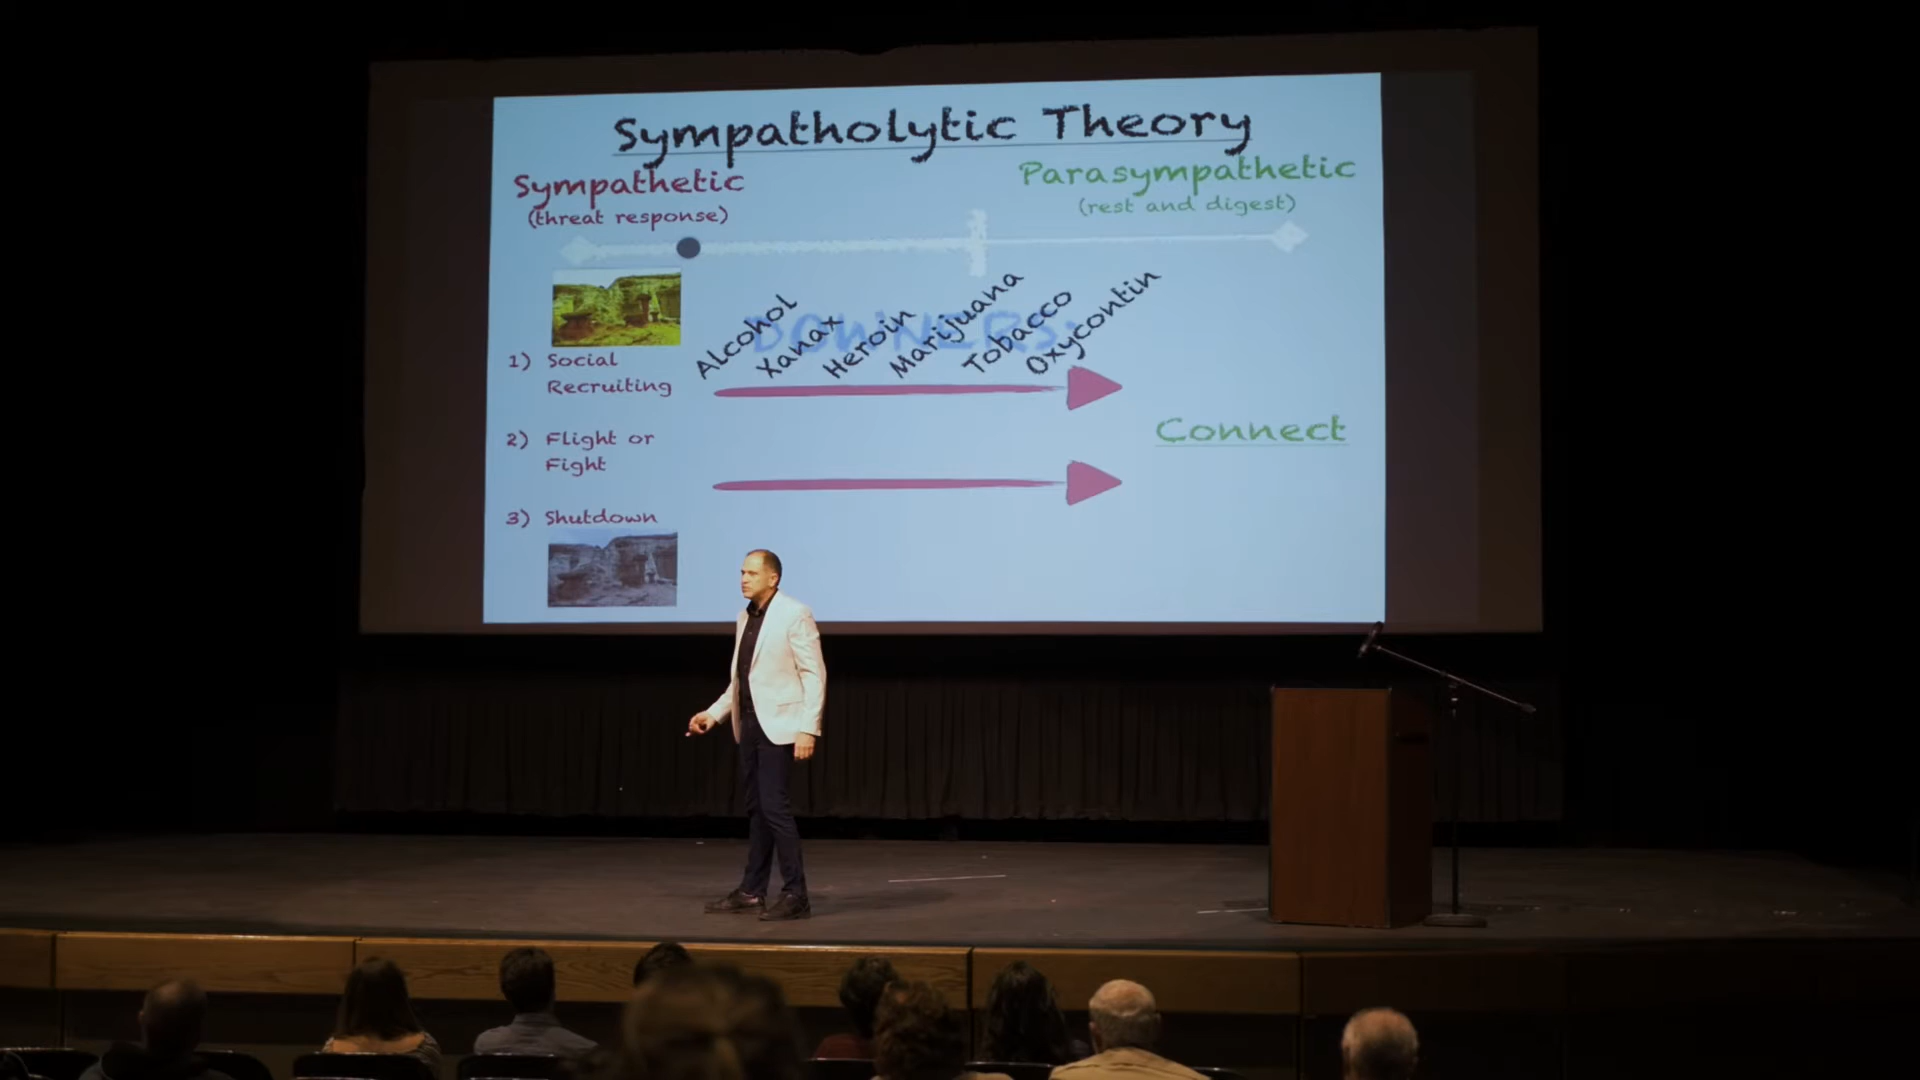 Sympatholytic Theory
Sympathetic
(threat response)
Parasympathetic
(rest and digest)
DOWNERS:
Alcohol
Xanax
Heroin
Marijuana
Tobacco
Oxycontin
1) Social
Recruiting
2) Flight or
Fight
3) Shutdown
Connect